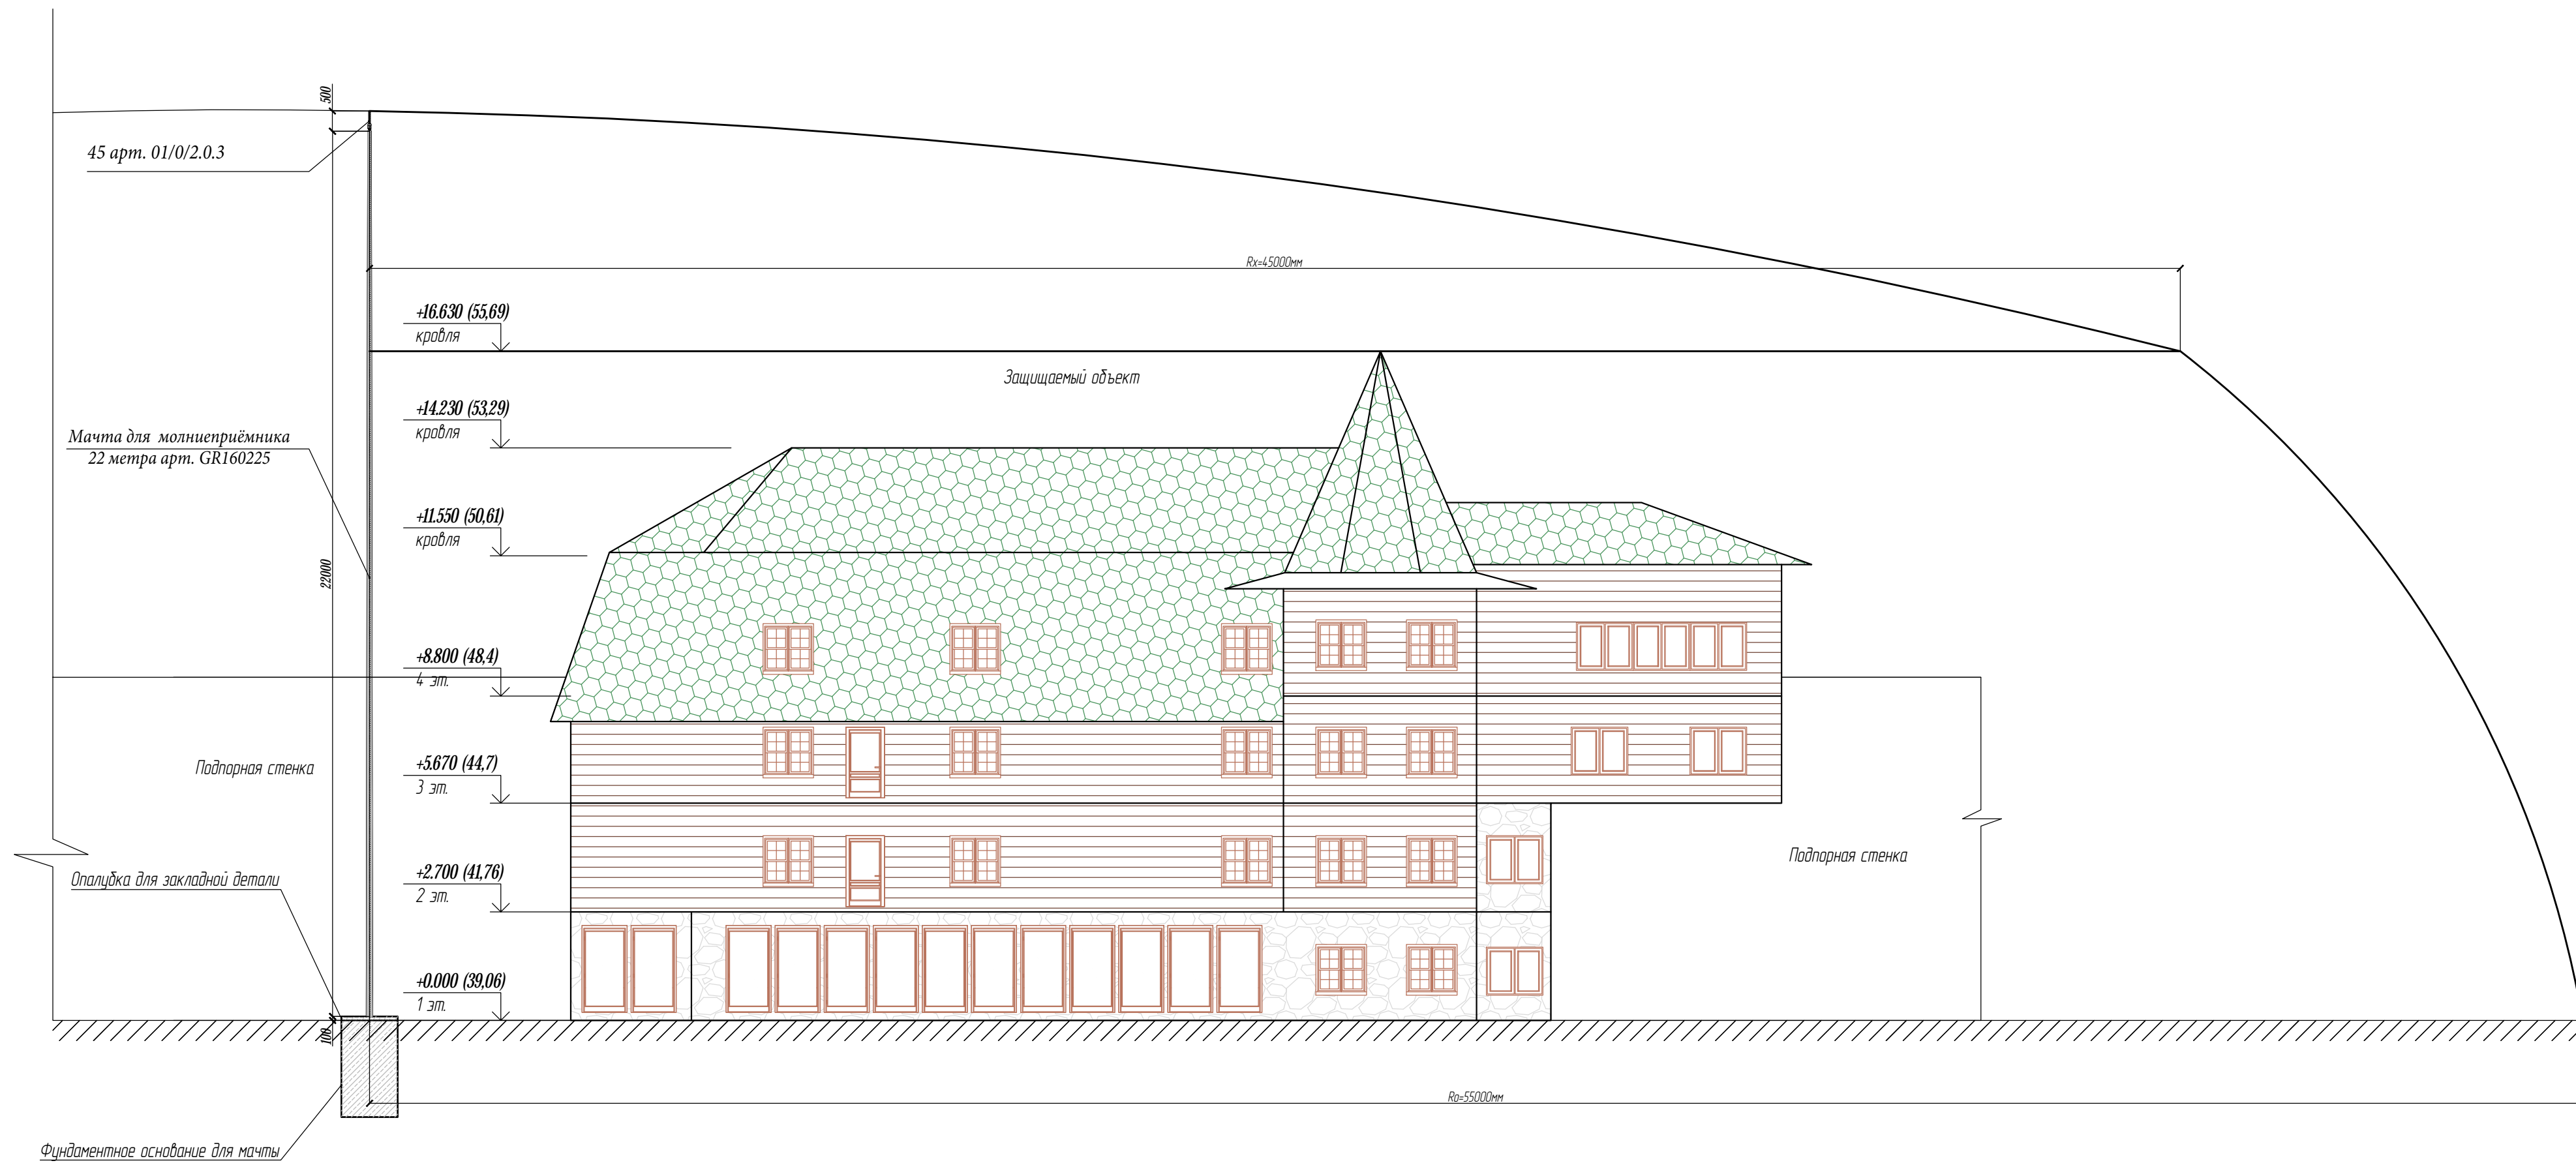 500
45 арт. 01/0/2.0.3
Rx=45000мм
+16.630 (55,69)
кровля
Защищаемый объект
+14.230 (53,29)
кровля
Мачта для молниеприёмника
22 метра арт. GR160225
+11.550 (50,61)
кровля
22000
+8.800 (48,4)
4 эт.
+5.670 (44,7)
3 эт.
Подпорная стенка
Подпорная стенка
+2.700 (41,76)
2 эт.
Опалубка для закладной детали
+0.000 (39,06)
1 эт.
100
Ro=55000мм
Фундаментное основание для мачты